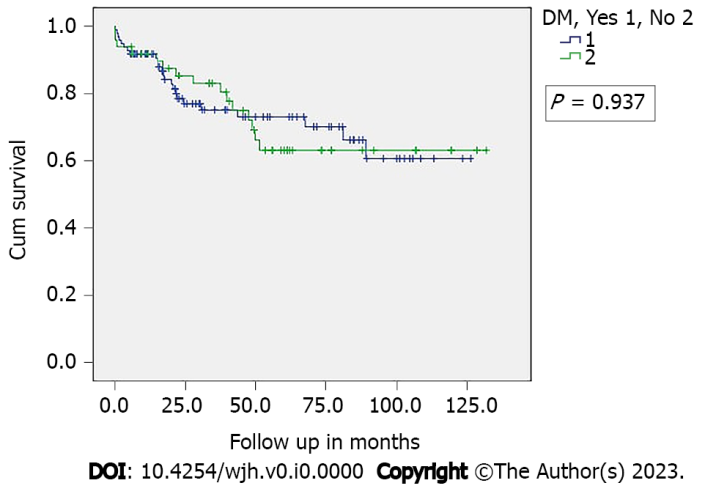 DM, Yes 1, No 2
1
2
P = 0.937
1.0
0.8
0.6
0.4
0.2
0.0
Cum survival
0.0 25.0 50.0 75.0 100.0 125.0
Follow up in months
DOI: 10.4254/wjh.v0.i0.0000 Copyright ©The Author(s) 2023.